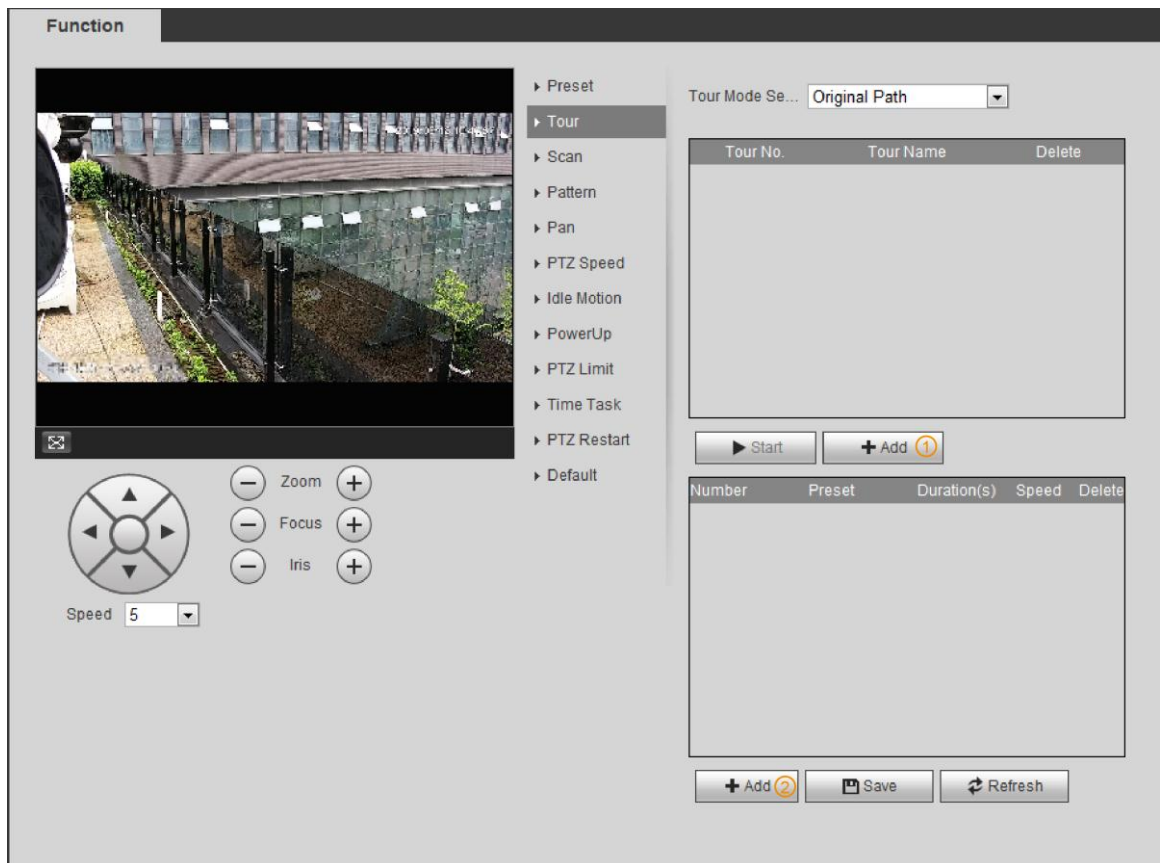 Function
Preset
Tour
Scan
Pattern
Pan
PTZ Speed
Idle Motion
PowerUp
PTZ Limit
Time Task
PTZ Restart
Default
Zoom
Focus
Iris
Speed 5
Tour Mode Se... Original Path
Tour No. Tour Name Delete
Start Add 1
Number Preset Duration(s) Speed Delete
Add 2 Save Refresh